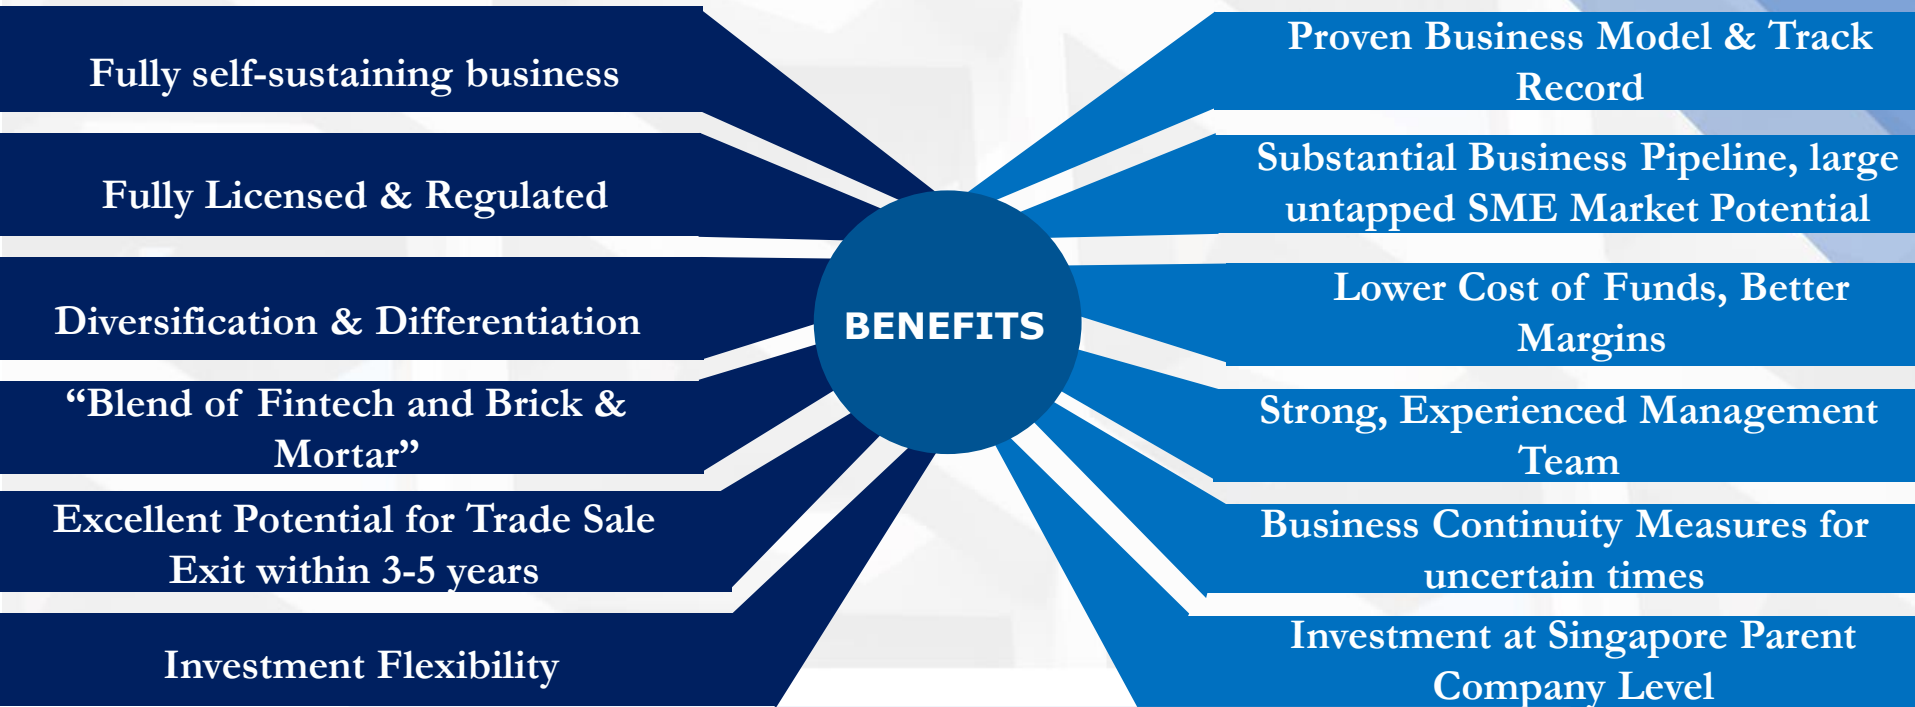 Fully self-sustaining business
Fully Licensed & Regulated
Diversification & Differentiation
“Blend of Fintech and Brick &
Mortar”
Excellent Potential for Trade Sale
Exit within 3-5 years
Investment Flexibility
BENEFITS
Proven Business Model & Track
Record
Substantial Business Pipeline, large
untapped SME Market Potential
Lower Cost of Funds, Better
Margins
Strong, Experienced Management
Team
Business Continuity Measures for
uncertain times
Investment at Singapore Parent
Company Level